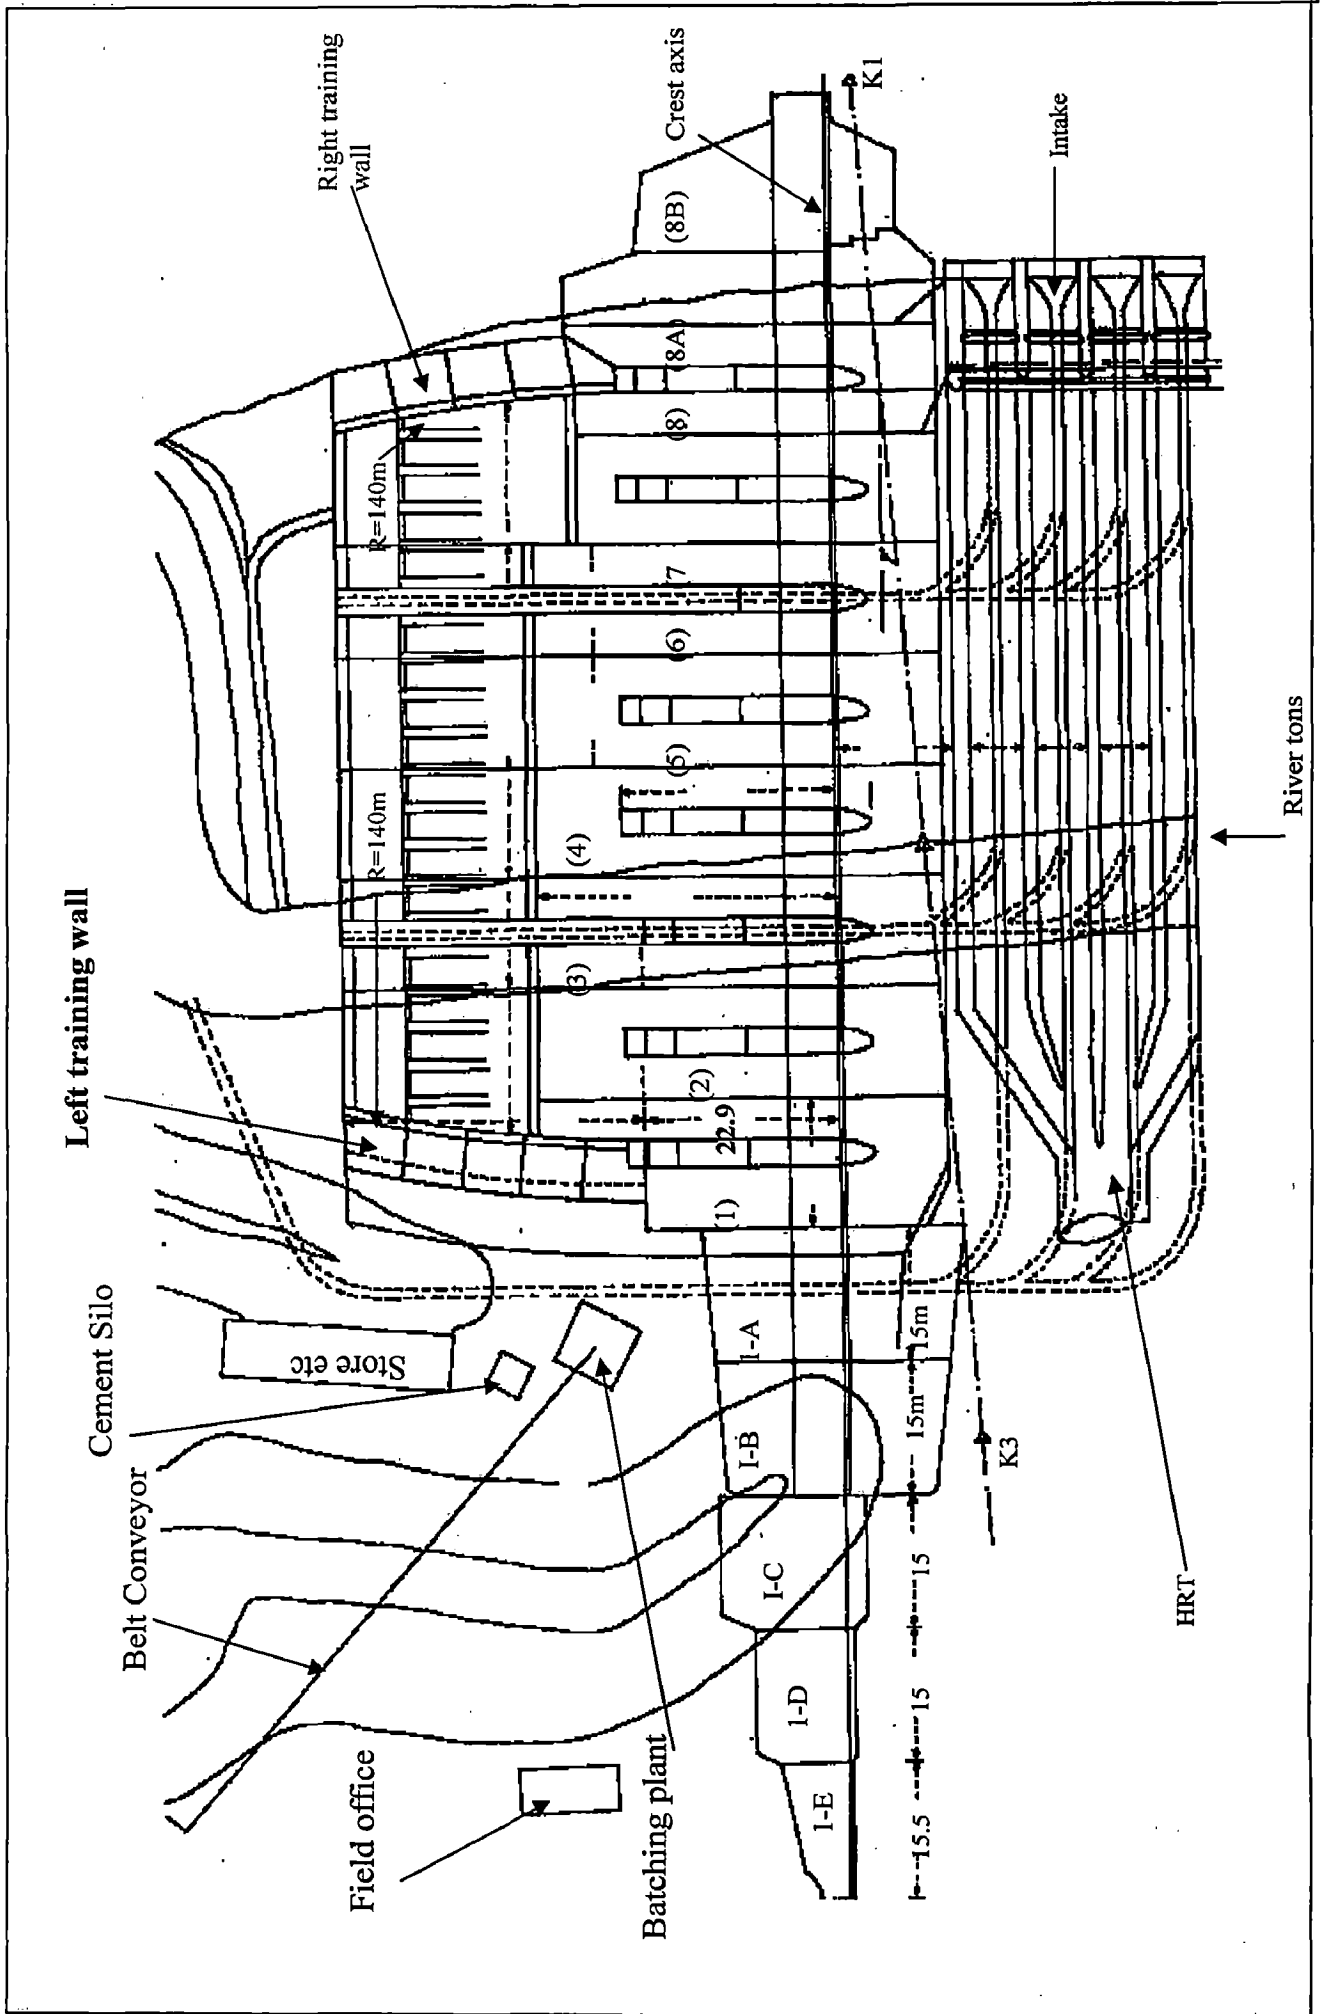 Left training wall
Right training
wall
Cement Silo
Belt Conveyor
Field office
Batching plant
Store etc
Crest axis
K1
Intake
River tons
HRT
K3
R=140m
R=140m
(8B)
(8A)
(8)
7
(6)
(5)
(4)
(3)
(2)
22.9
(1)
1-A
I-B
I-C
1-D
1-E
15m
15m
15
15
15.5